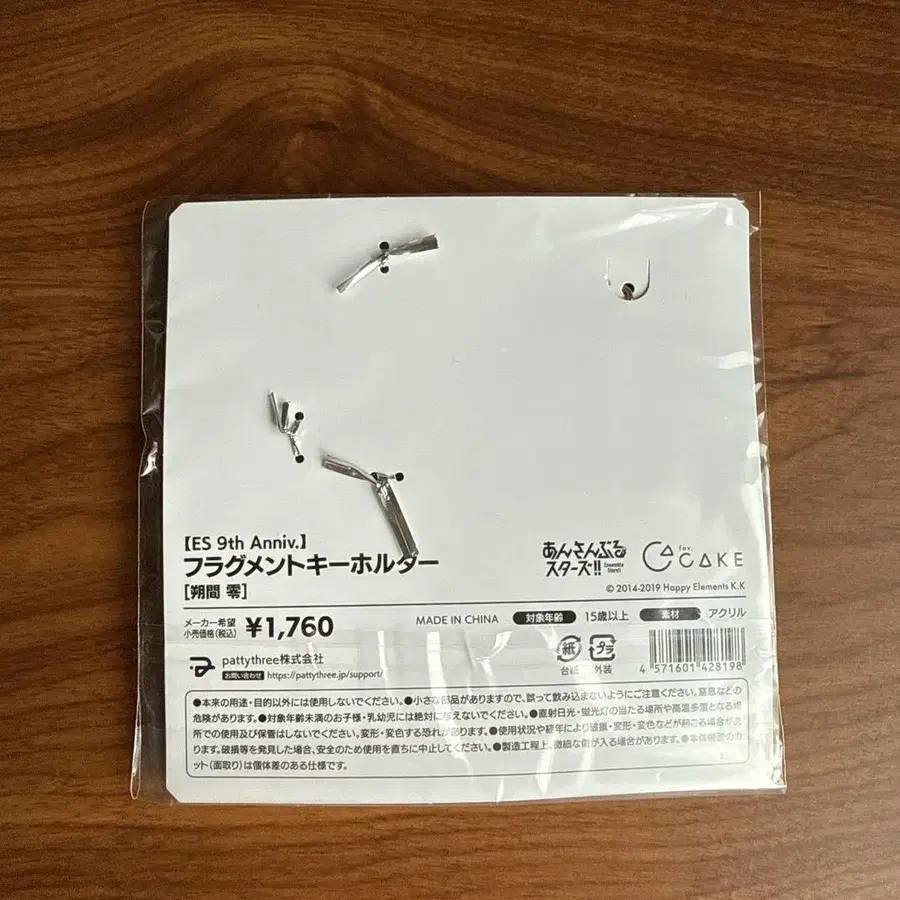 【ES 9th Anniv.】
フラグメントキーホルダー
[朔間 零]
あんさんぶる
スターズ!!
Ensemble Stars!!
fav.
CAKE
© 2014-2019 Happy Elements K.K
メーカー希望
小売価格(税込)
¥1,760
MADE IN CHINA
対象年齢 15歳以上
素材 アクリル
pattythree株式会社
お問い合わせ https://pattythree.jp/support/
紙
台紙
プラ
外装
4 571601 428198
●本来の用途・目的以外には使用しないでください。●小さな部品がありますので、誤って飲み込まないようにご注意ください。窒息などの
危険があります。●対象年齢未満のお子様・乳幼児には絶対に与えないでください。●直射日光・蛍光灯の当たる場所や高温多湿となる場
所での使用及び保管はしないでください。変形・変色する恐れがあります。●使用状況や経年により破損・変形・変色などが起こる場合があ
ります。破損等を発見した場合、安全のため使用を直ちに中止してください。●製造工程上、微細な傷が入る場合があります。●本体側面のカ
ット(面取り)は個体差のある仕様です。